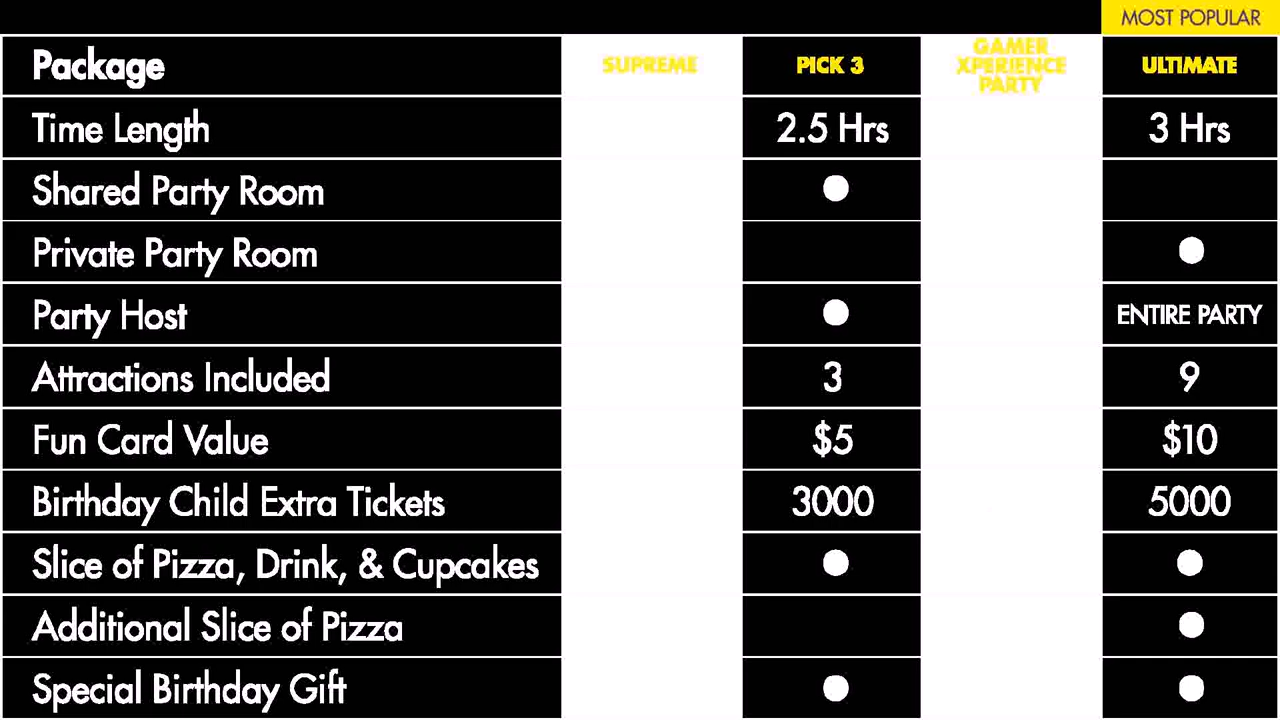 MOST POPULAR
Package SUPREME PICK 3 GAMER XPERIENCE PARTY ULTIMATE
Time Length 2.5 Hrs 3 Hrs
Shared Party Room ●
Private Party Room ●
Party Host ● ENTIRE PARTY
Attractions Included 3 9
Fun Card Value $5 $10
Birthday Child Extra Tickets 3000 5000
Slice of Pizza, Drink, & Cupcakes ● ●
Additional Slice of Pizza ●
Special Birthday Gift ● ●